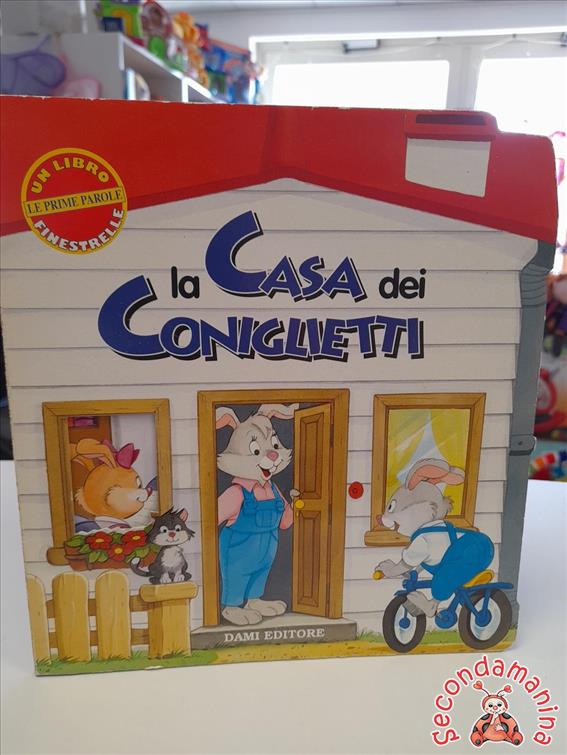 UN LIBRO
LE PRIME PAROLE
FINESTRELLE
la CASA dei
CONIGLIETTI
DAMI EDITORE
Secondamanina